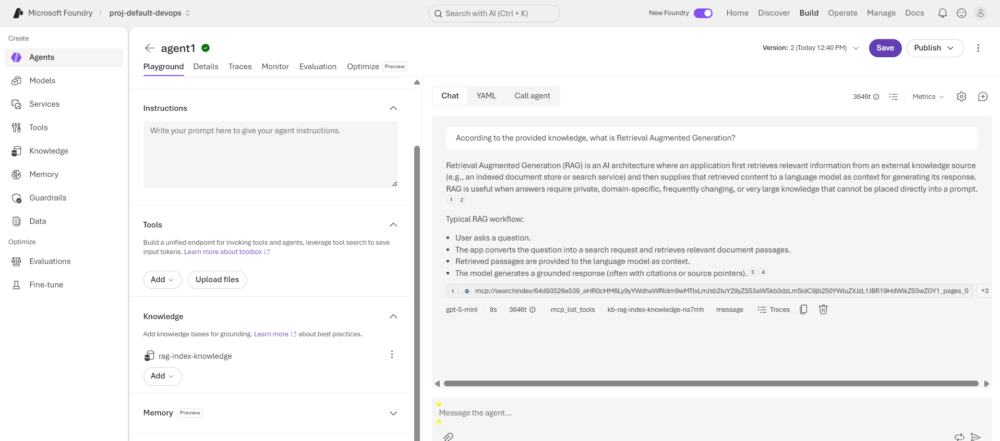 Microsoft Foundry / proj-default-devops
Search with AI (Ctrl + K)
New Foundry
Home Discover Build Operate Manage Docs
Create
Agents
Models
Services
Tools
Knowledge
Memory
Guardrails
Data
Optimize
Evaluations
Fine-tune
agent1
Version: 2 (Today 12:40 PM)
Save
Publish
Playground Details Traces Monitor Evaluation Optimize Preview
Instructions
Write your prompt here to give your agent instructions.
Tools
Build a unified endpoint for invoking tools and agents, leverage tool search to save
input tokens. Learn more about toolbox
Add Upload files
Knowledge
Add knowledge bases for grounding. Learn more about best practices.
rag-index-knowledge
Add
Memory Preview
Chat YAML Call agent
3646t Metrics
According to the provided knowledge, what is Retrieval Augmented Generation?
Retrieval Augmented Generation (RAG) is an AI architecture where an application first retrieves relevant information from an external knowledge source
(e.g., an indexed document store or search service) and then supplies that retrieved content to a language model as context for generating its response.
RAG is useful when answers require private, domain-specific, frequently changing, or very large knowledge that cannot be placed directly into a prompt.
1 2
Typical RAG workflow:
• User asks a question.
• The app converts the question into a search request and retrieves relevant document passages.
• Retrieved passages are provided to the language model as context.
• The model generates a grounded response (often with citations or source pointers). 3 4
1 +3
gpt-5-mini 8s 3646t mcp_list_tools kb-rag-index-knowledge-na7mh message Traces
Message the agent...